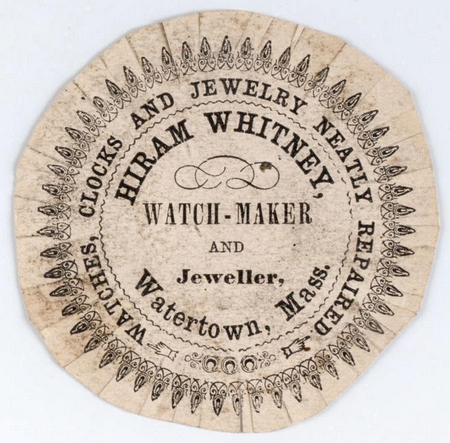 WATCHES, CLOCKS AND JEWELRY NEATLY REPAIRED
HIRAM WHITNEY,
WATCH-MAKER
AND
Jeweller,
Watertown, Mass.